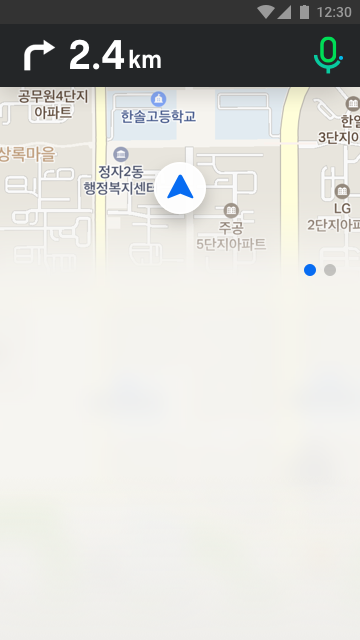 12:30
2.4 km
공무원4단지
아파트
한솔고등학교
3단지
상록마을
정자2동
행정복지센터
주공
5단지아파트
LG
2단지아파